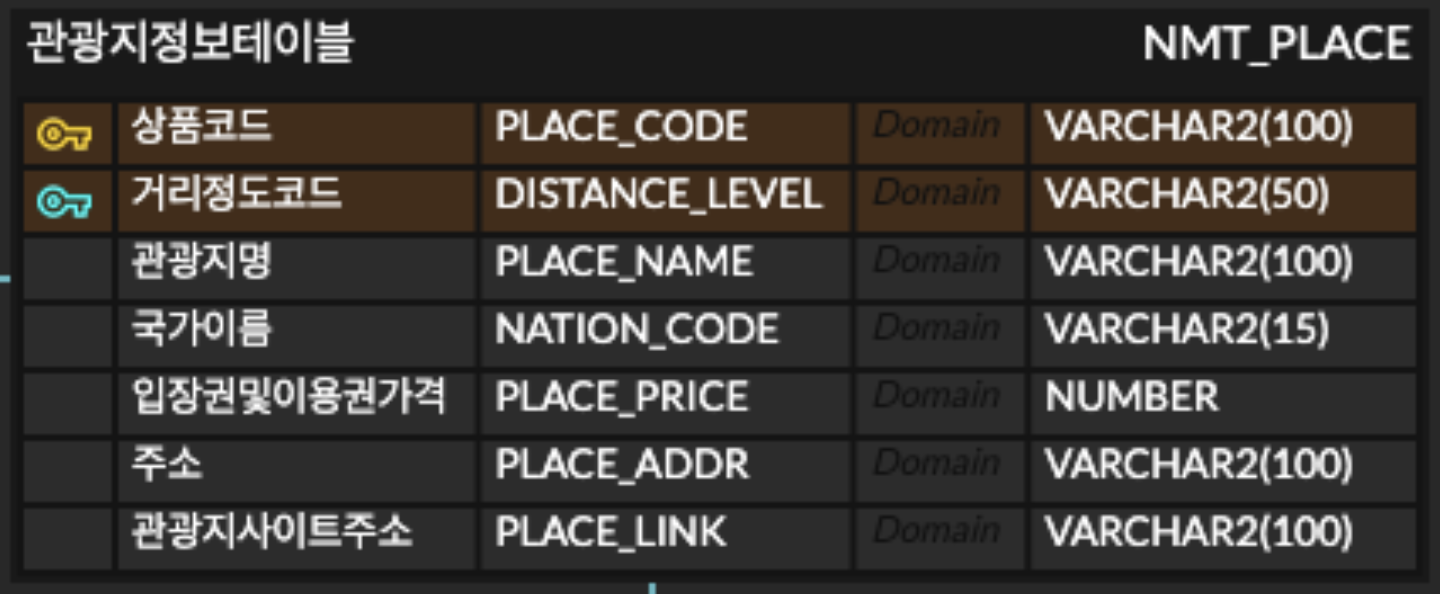 관광지정보테이블 NMT_PLACE
상품코드 PLACE_CODE Domain VARCHAR2(100)
거리정도코드 DISTANCE_LEVEL Domain VARCHAR2(50)
관광지명 PLACE_NAME Domain VARCHAR2(100)
국가이름 NATION_CODE Domain VARCHAR2(15)
입장권및이용권가격 PLACE_PRICE Domain NUMBER
주소 PLACE_ADDR Domain VARCHAR2(100)
관광지사이트주소 PLACE_LINK Domain VARCHAR2(100)